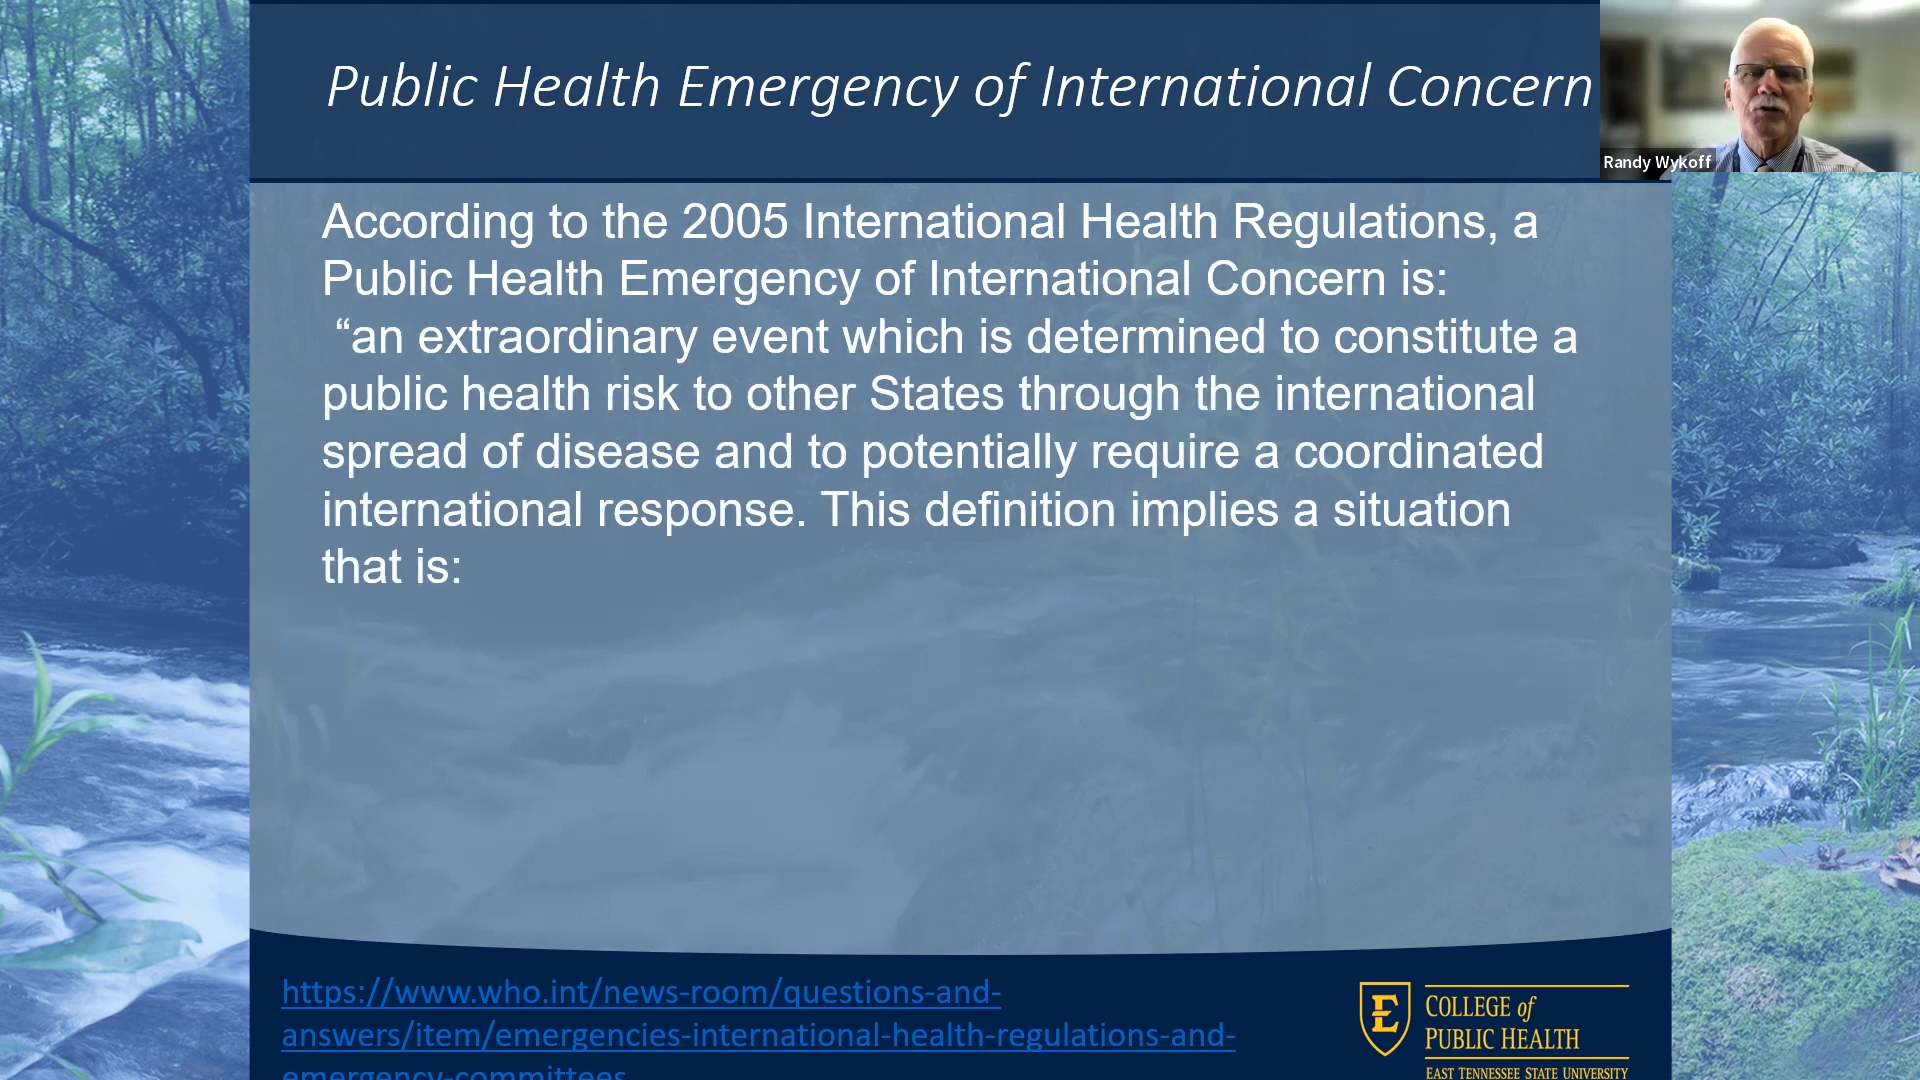 Public Health Emergency of International Concern
Randy Wykoff
According to the 2005 International Health Regulations, a
Public Health Emergency of International Concern is:
“an extraordinary event which is determined to constitute a
public health risk to other States through the international
spread of disease and to potentially require a coordinated
international response. This definition implies a situation
that is:
https://www.who.int/news-room/questions-and-
answers/item/emergencies-international-health-regulations-and-
emergency-committees
E
COLLEGE of
PUBLIC HEALTH
EAST TENNESSEE STATE UNIVERSITY